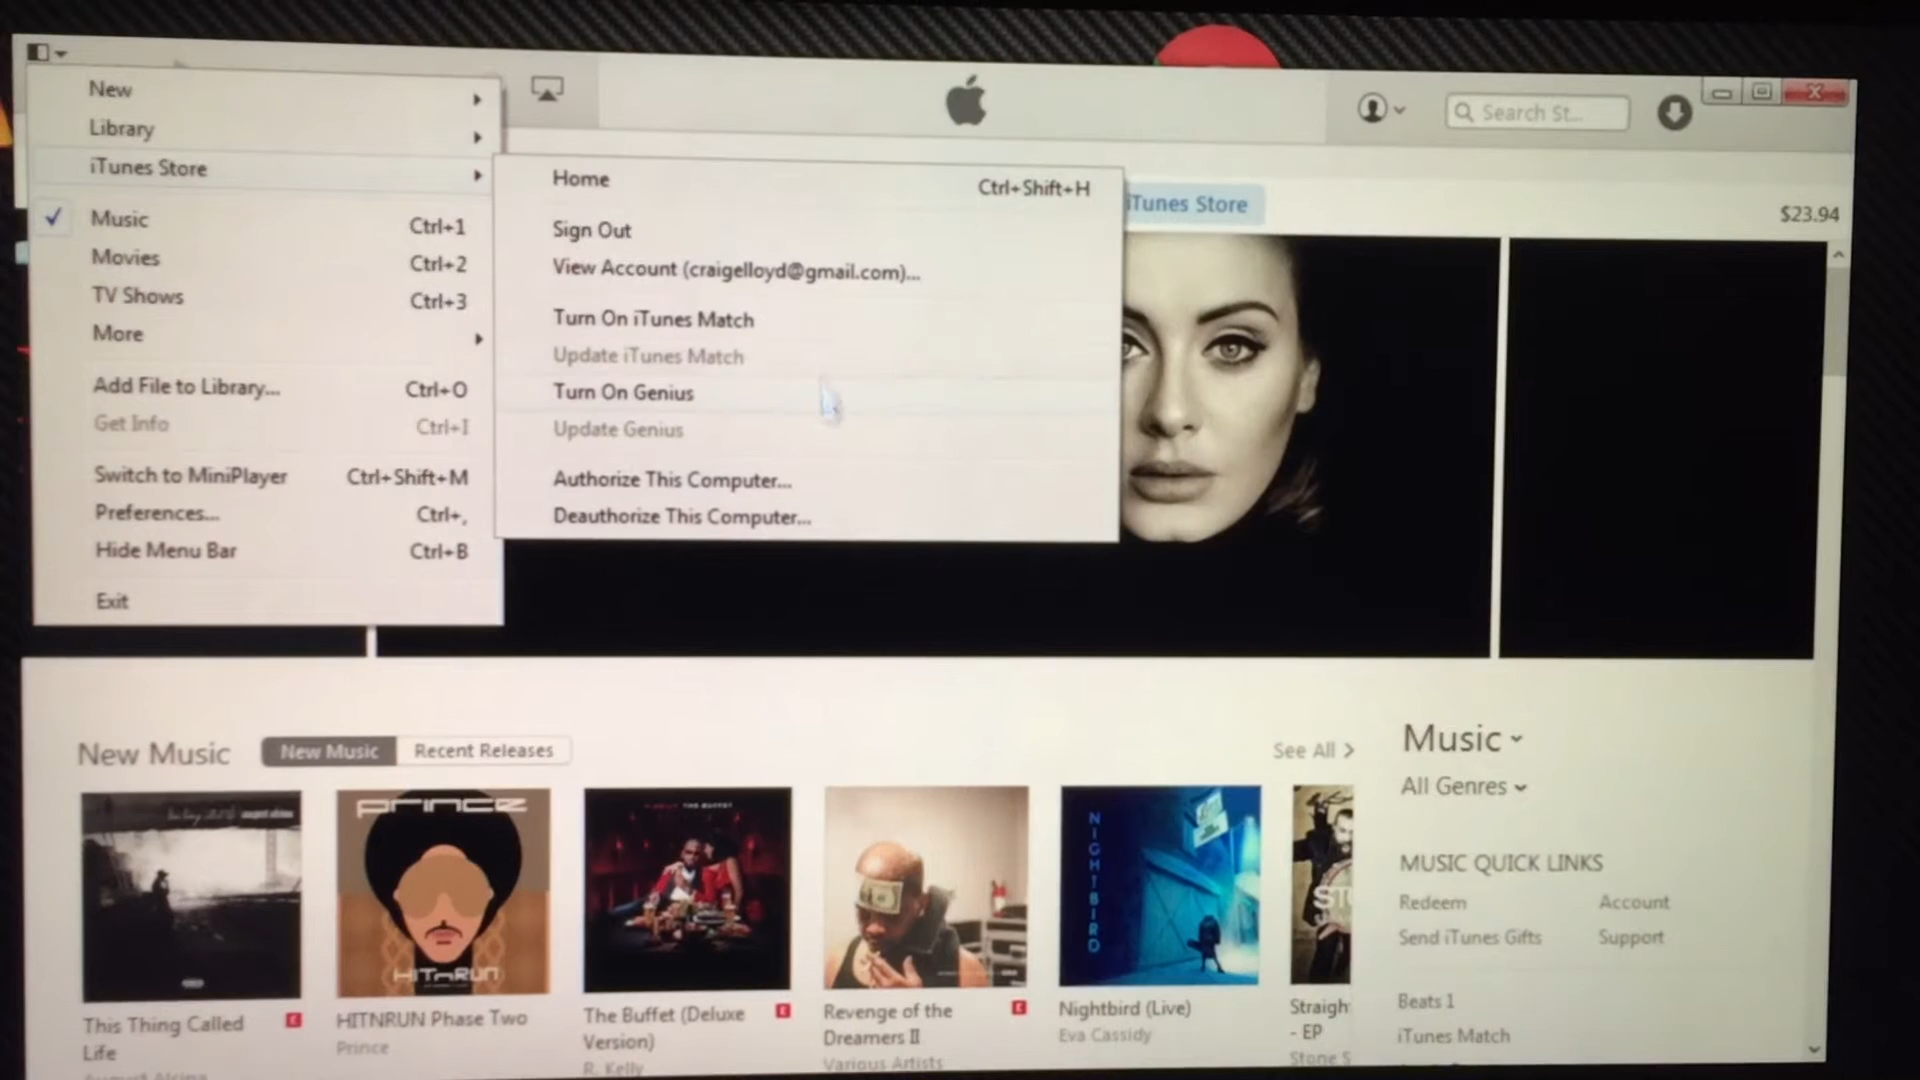 New
Library
iTunes Store
Music Ctrl+1
Movies Ctrl+2
TV Shows Ctrl+3
More
Add File to Library... Ctrl+O
Get Info Ctrl+I
Switch to MiniPlayer Ctrl+Shift+M
Preferences... Ctrl+,
Hide Menu Bar Ctrl+B
Exit
Home Ctrl+Shift+H
Sign Out
View Account (craigelloyd@gmail.com)...
Turn On iTunes Match
Update iTunes Match
Turn On Genius
Update Genius
Authorize This Computer...
Deauthorize This Computer...
Search St...
iTunes Store
$23.94
New Music
New Music
Recent Releases
See All
prince
HITNRUN
THE BUFFET
NIGHTBIRD
This Thing Called
Life
E
HITNRUN Phase Two
Prince
The Buffet (Deluxe
Version)
E
R. Kelly
Revenge of the
Dreamers II
E
Various Artists
Nightbird (Live)
Eva Cassidy
Straigh
- EP
Stone S
Music
All Genres
MUSIC QUICK LINKS
Redeem Account
Send iTunes Gifts Support
Beats 1
iTunes Match